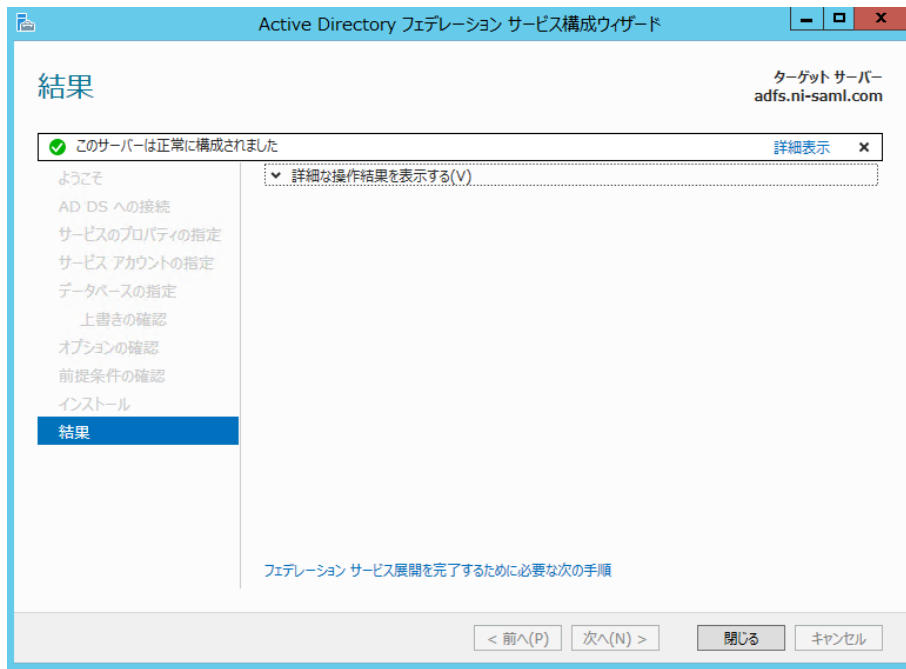 Active Directory フェデレーション サービス構成ウィザード
結果
ターゲット サーバー
adfs.ni-saml.com
このサーバーは正常に構成されました
詳細表示
ようこそ
AD DS への接続
サービスのプロパティの指定
サービス アカウントの指定
データベースの指定
上書きの確認
オプションの確認
前提条件の確認
インストール
結果
詳細な操作結果を表示する(V)
フェデレーション サービス展開を完了するために必要な次の手順
< 前へ(P)
次へ(N) >
閉じる
キャンセル